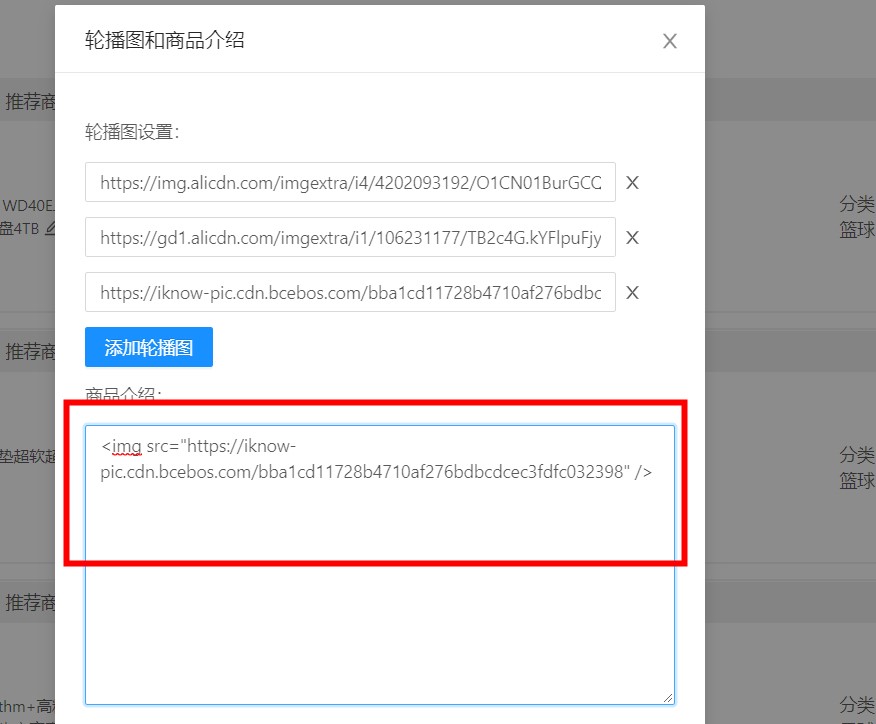 轮播图和商品介绍
X
推荐商
轮播图设置:
https://img.alicdn.com/imgextra/i4/4202093192/O1CN01BurGCC
X
WD40E
盘4TB
分类
篮球
https://gd1.alicdn.com/imgextra/i1/106231177/TB2c4G.kYFlpuFjy
X
https://iknow-pic.cdn.bcebos.com/bba1cd11728b4710af276bdbc
X
添加轮播图
推荐商
商品介绍:
<img src="https://iknow-
pic.cdn.bcebos.com/bba1cd11728b4710af276bdbcdcec3fdfc032398" />
垫超软超
分类
篮球
推荐商
thm+高
分类